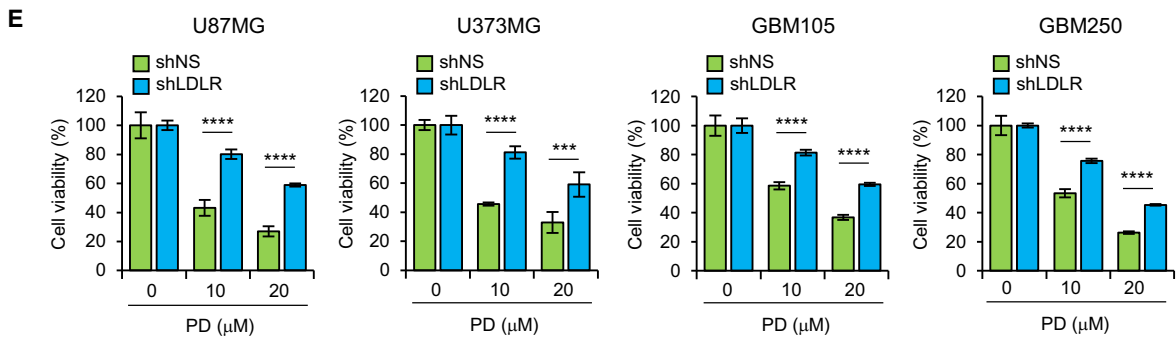 E
U87MG
shNS
shLDLR
Cell viability (%)
120
100
80
60
40
20
0
****
****
0 10 20
PD (μM)
U373MG
shNS
shLDLR
Cell viability (%)
120
100
80
60
40
20
0
****
***
0 10 20
PD (μM)
GBM105
shNS
shLDLR
Cell viability (%)
120
100
80
60
40
20
0
****
****
0 10 20
PD (μM)
GBM250
shNS
shLDLR
Cell viability (%)
120
100
80
60
40
20
0
****
****
0 10 20
PD (μM)